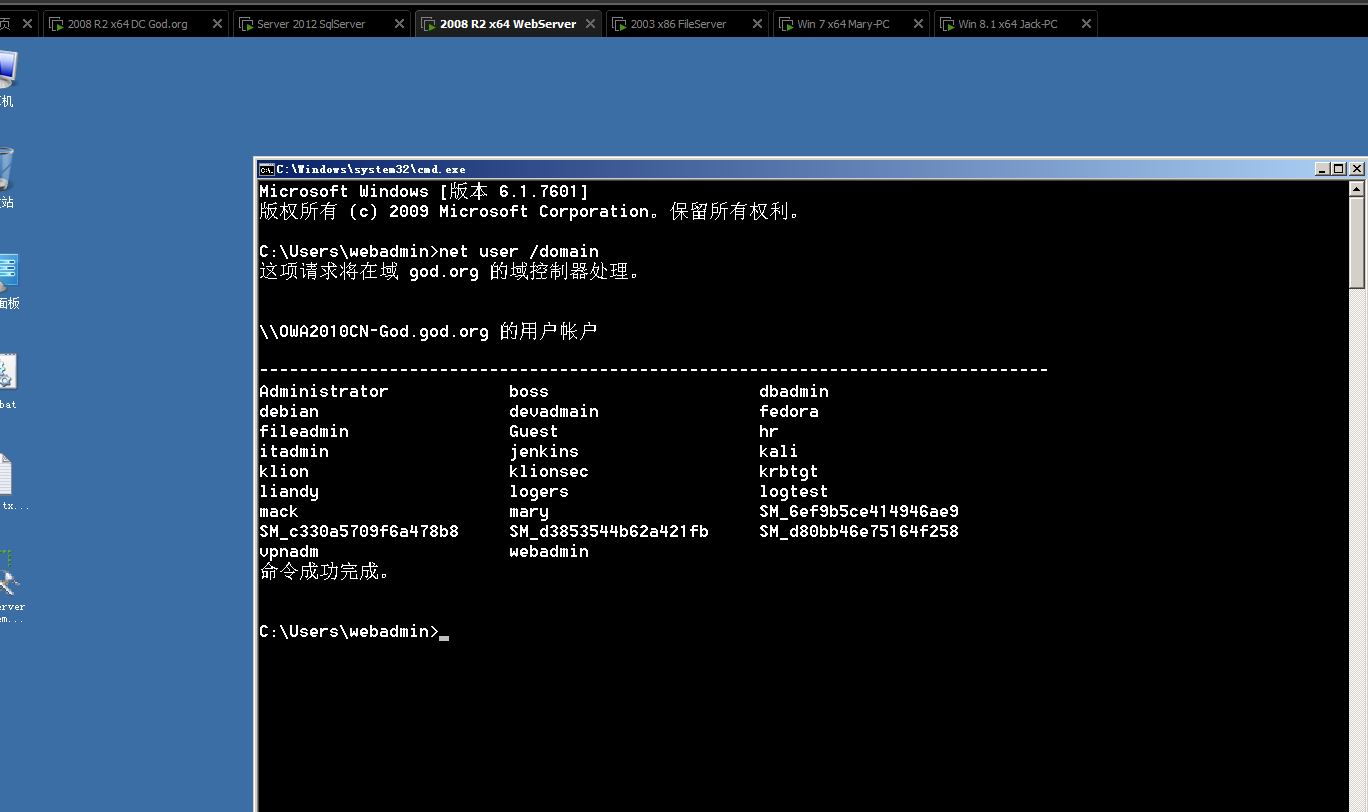 页 2008 R2 x64 DC God.org Server 2012 SqlServer 2008 R2 x64 WebServer 2003 x86 FileServer Win 7 x64 Mary-PC Win 8.1 x64 Jack-PC
机
站
面板
bat
tx...
erver
em...
C:\Windows\system32\cmd.exe
Microsoft Windows [版本 6.1.7601]
版权所有 (c) 2009 Microsoft Corporation。保留所有权利。
C:\Users\webadmin>net user /domain
这项请求将在域 god.org 的域控制器处理。
\\OWA2010CN-God.god.org 的用户帐户
-------------------------------------------------------------------------------
Administrator boss dbadmin
debian devadmain fedora
fileadmin Guest hr
itadmin jenkins kali
klion klionsec krbtgt
liandy logers logtest
mack mary SM_6ef9b5ce414946ae9
SM_c330a5709f6a478b8 SM_d3853544b62a421fb SM_d80bb46e75164f258
vpnadm webadmin
命令成功完成。
C:\Users\webadmin>_